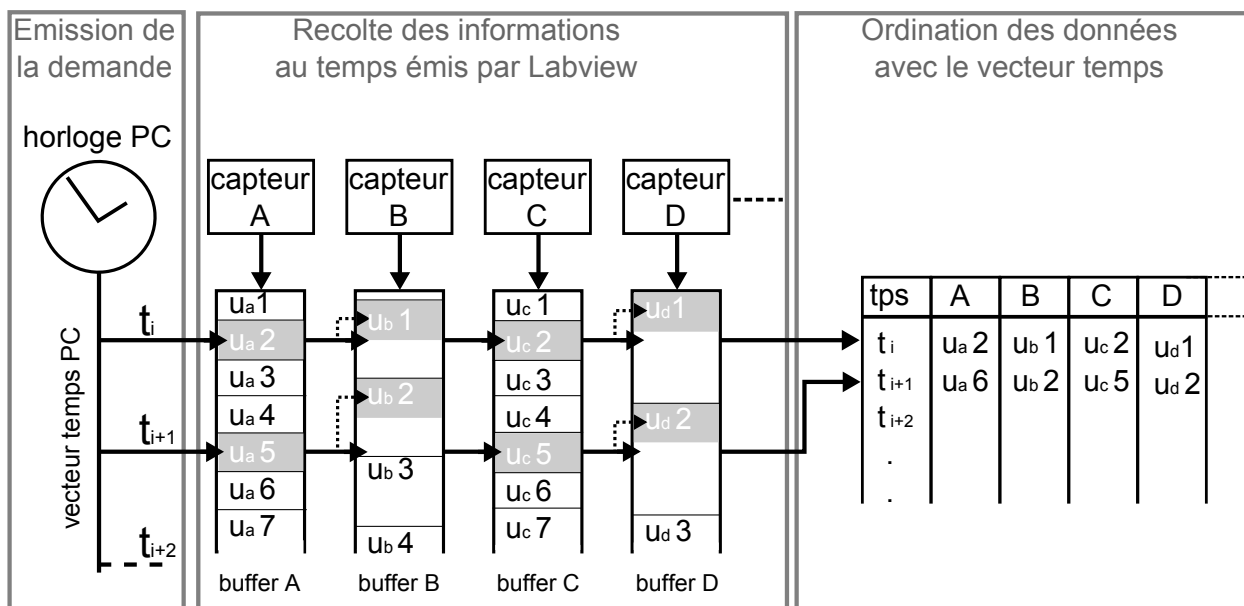 Emission de
la demande
Recolte des informations
au temps émis par Labview
Ordination des données
avec le vecteur temps
horloge PC
vecteur temps PC
ti
ti+1
ti+2
capteur
A
capteur
B
capteur
C
capteur
D
ua1
ua2
ua3
ua4
ua5
ua6
ua7
buffer A
ub1
ub2
ub3
ub4
buffer B
uc1
uc2
uc3
uc4
uc5
uc6
uc7
buffer C
ud1
ud2
ud3
buffer D
tps A B C D
ti ua2 ub1 uc2 ud1
ti+1 ua6 ub2 uc5 ud2
ti+2
.
.